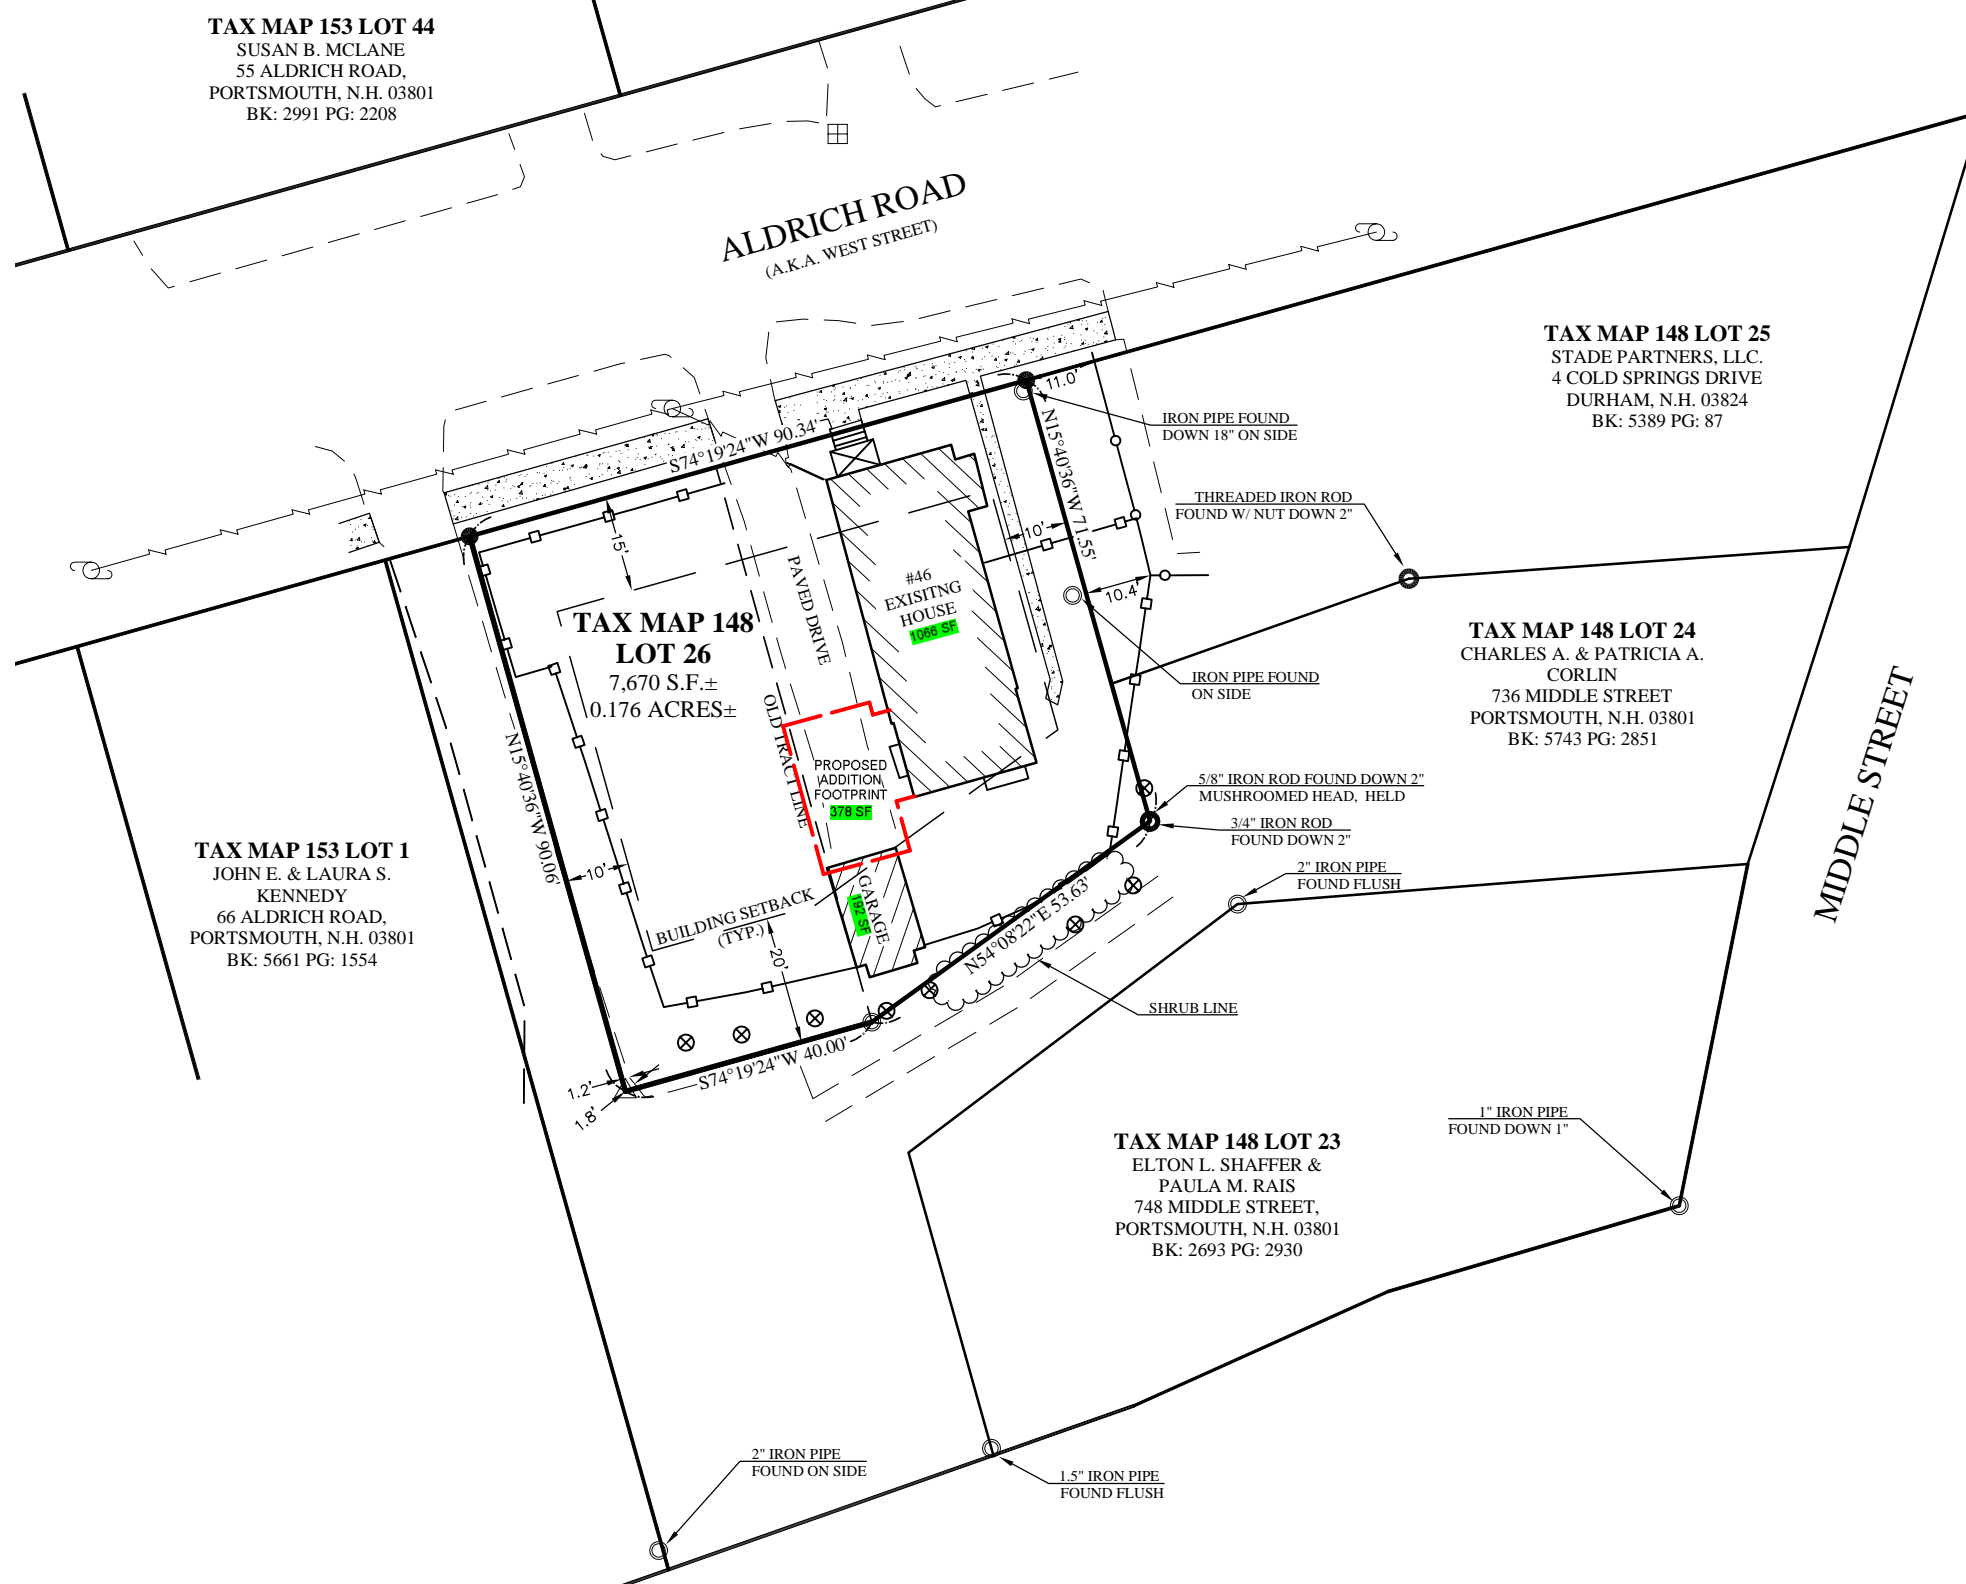 TAX MAP 153 LOT 44
SUSAN B. MCLANE
55 ALDRICH ROAD,
PORTSMOUTH, N.H. 03801
BK: 2991 PG: 2208
ALDRICH ROAD
(A.K.A. WEST STREET)
TAX MAP 148 LOT 25
STADE PARTNERS, LLC.
4 COLD SPRINGS DRIVE
DURHAM, N.H. 03824
BK: 5389 PG: 87
11.0'
IRON PIPE FOUND
DOWN 18" ON SIDE
S74°19'24"W 90.34'
N15°40'36"W 71.55'
THREADED IRON ROD
FOUND W/ NUT DOWN 2"
15'
10'
10.4'
PAVED DRIVE
#46
EXISITNG
HOUSE
1066 SF
TAX MAP 148
LOT 26
7,670 S.F.±
0.176 ACRES±
TAX MAP 148 LOT 24
CHARLES A. & PATRICIA A.
CORLIN
736 MIDDLE STREET
PORTSMOUTH, N.H. 03801
BK: 5743 PG: 2851
IRON PIPE FOUND
ON SIDE
MIDDLE STREET
OLD TRACT LINE
N15°40'36"W 90.06'
PROPOSED
ADDITION
FOOTPRINT
378 SF
5/8" IRON ROD FOUND DOWN 2"
MUSHROOMED HEAD, HELD
3/4" IRON ROD
FOUND DOWN 2"
2" IRON PIPE
FOUND FLUSH
TAX MAP 153 LOT 1
JOHN E. & LAURA S.
KENNEDY
66 ALDRICH ROAD,
PORTSMOUTH, N.H. 03801
BK: 5661 PG: 1554
10'
GARAGE
192 SF
BUILDING SETBACK
(TYP.)
20'
N54°08'22"E 53.63'
SHRUB LINE
S74°19'24"W 40.00'
1.2'
1.8'
TAX MAP 148 LOT 23
ELTON L. SHAFFER &
PAULA M. RAIS
748 MIDDLE STREET,
PORTSMOUTH, N.H. 03801
BK: 2693 PG: 2930
1" IRON PIPE
FOUND DOWN 1"
2" IRON PIPE
FOUND ON SIDE
1.5" IRON PIPE
FOUND FLUSH